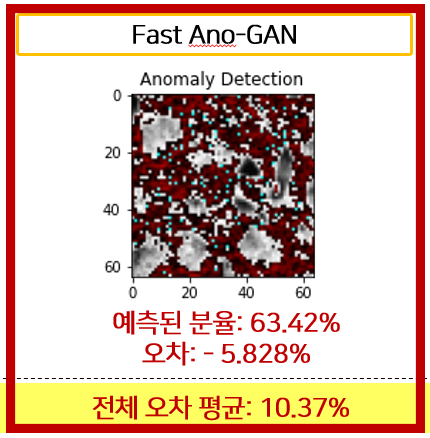 Fast Ano-GAN
Anomaly Detection
0
20
40
60
0 20 40 60
예측된 분율: 63.42%
오차: - 5.828%
전체 오차 평균: 10.37%